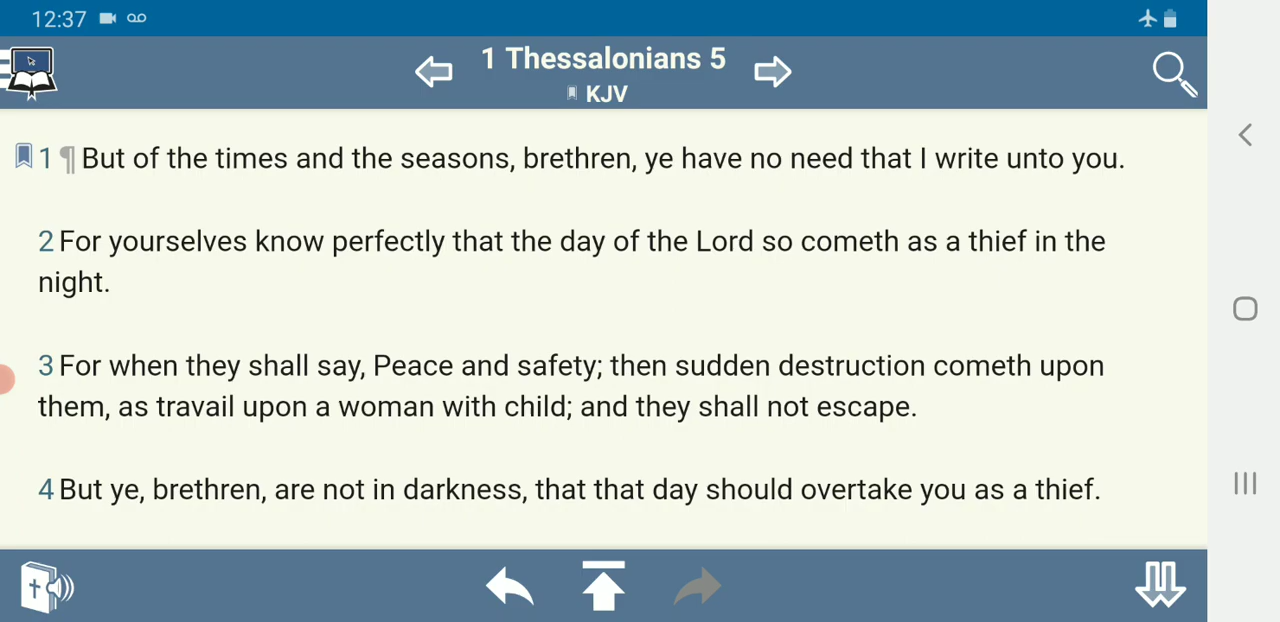 12:37
1 Thessalonians 5
KJV
1 ¶ But of the times and the seasons, brethren, ye have no need that I write unto you.
2 For yourselves know perfectly that the day of the Lord so cometh as a thief in the
night.
3 For when they shall say, Peace and safety; then sudden destruction cometh upon
them, as travail upon a woman with child; and they shall not escape.
4 But ye, brethren, are not in darkness, that that day should overtake you as a thief.